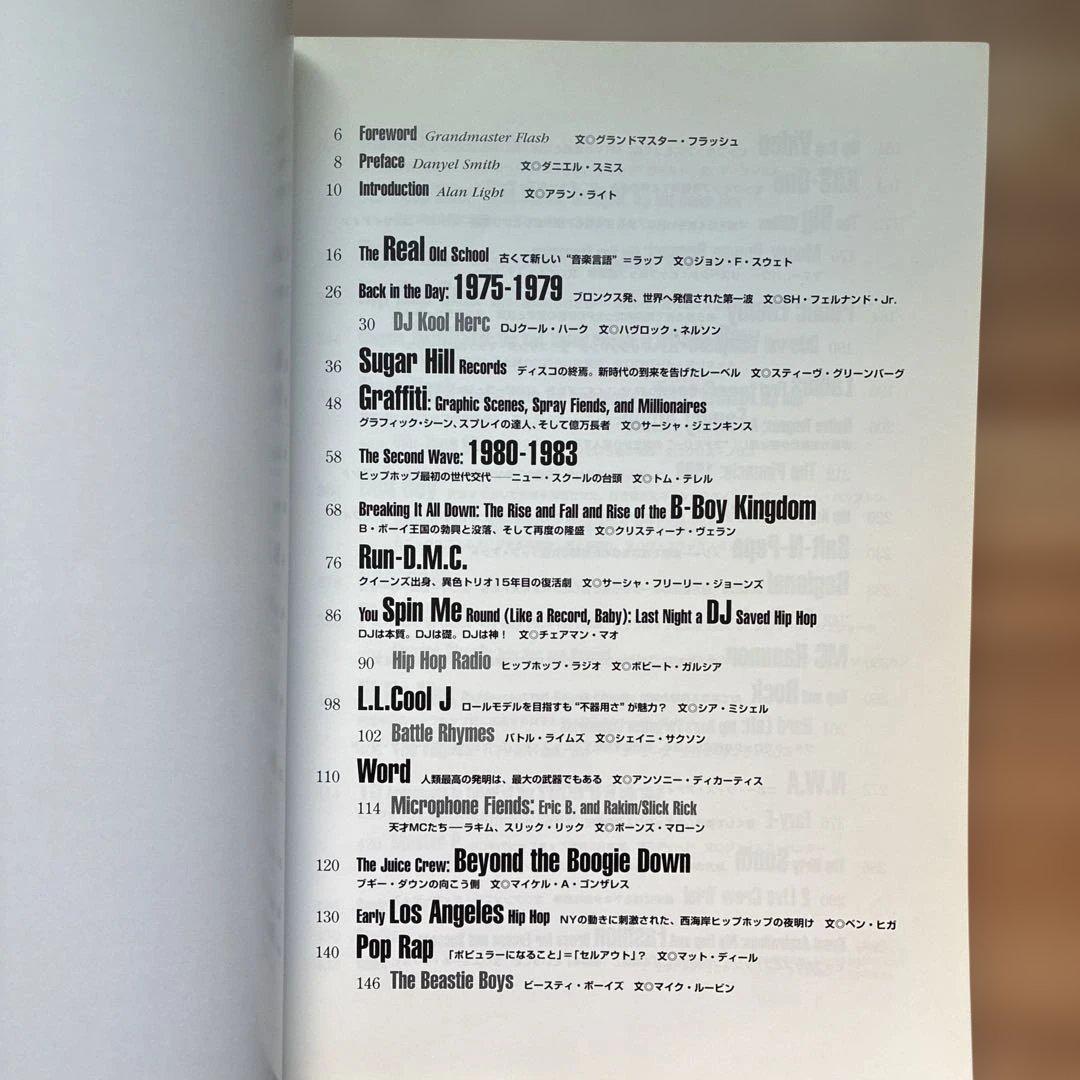 6 Foreword Grandmaster Flash 文◎グランドマスター・フラッシュ
8 Preface Danyel Smith 文◎ダニエル・スミス
10 Introduction Alan Light 文◎アラン・ライト
16 The Real Old School 古くて新しい“音楽言語”=ラップ 文◎ジョン・F・スウェト
26 Back in the Day: 1975-1979 ブロンクス発、世界へ発信された第一波 文◎SH・フェルナンド・Jr.
30 DJ Kool Herc DJクール・ハーク 文◎ハヴロック・ネルソン
36 Sugar Hill Records ディスコの終焉。新時代の到来を告げたレーベル 文◎スティーヴ・グリーンバーグ
48 Graffiti: Graphic Scenes, Spray Fiends, and Millionaires
グラフィック・シーン、スプレイの達人、そして億万長者 文◎サーシャ・ジェンキンス
58 The Second Wave: 1980-1983
ヒップホップ最初の世代交代──ニュー・スクールの台頭 文◎トム・テレル
68 Breaking It All Down: The Rise and Fall and Rise of the B-Boy Kingdom
B・ボーイ王国の勃興と没落、そして再度の隆盛 文◎クリスティーナ・ヴェラン
76 Run-D.M.C.
クイーンズ出身、異色トリオ15年目の復活劇 文◎サーシャ・フリーリー・ジョーンズ
86 You Spin Me Round (Like a Record, Baby): Last Night a DJ Saved Hip Hop
DJは本質。DJは礎。DJは神! 文◎チェアマン・マオ
90 Hip Hop Radio ヒップホップ・ラジオ 文◎ボビート・ガルシア
98 L.L.Cool J ロールモデルを目指すも“不器用さ”が魅力? 文◎シア・ミシェル
102 Battle Rhymes バトル・ライムズ 文◎シェイニ・サクソン
110 Word 人類最高の発明は、最大の武器でもある 文◎アンソニー・ディカーティス
114 Microphone Fiends: Eric B. and Rakim/Slick Rick
天才MCたち──ラキム、スリック・リック 文◎ボーンズ・マローン
120 The Juice Crew: Beyond the Boogie Down
ブギー・ダウンの向こう側 文◎マイケル・A・ゴンザレス
130 Early Los Angeles Hip Hop NYの動きに刺激された、西海岸ヒップホップの夜明け 文◎ベン・ヒガ
140 Pop Rap 「ポピュラーになること」=「セルアウト」? 文◎マット・ディール
146 The Beastie Boys ビースティ・ボーイズ 文◎マイク・ルービン